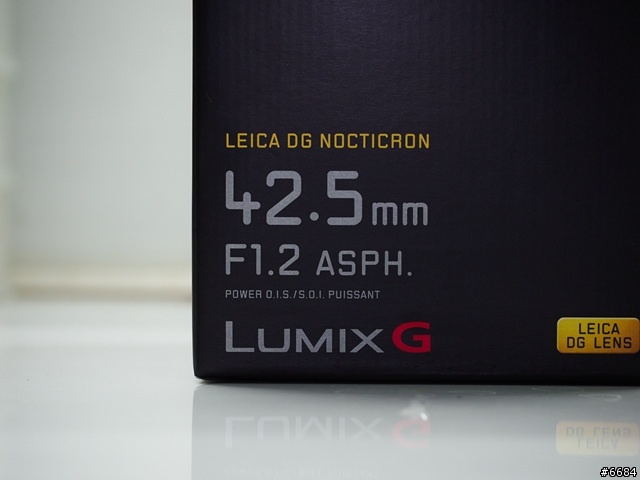 LEICA DG NOCTICRON
42.5mm
F1.2 ASPH.
POWER O.I.S./S.O.I. PUISSANT
LUMIX G
LEICA
DG LENS
#6684